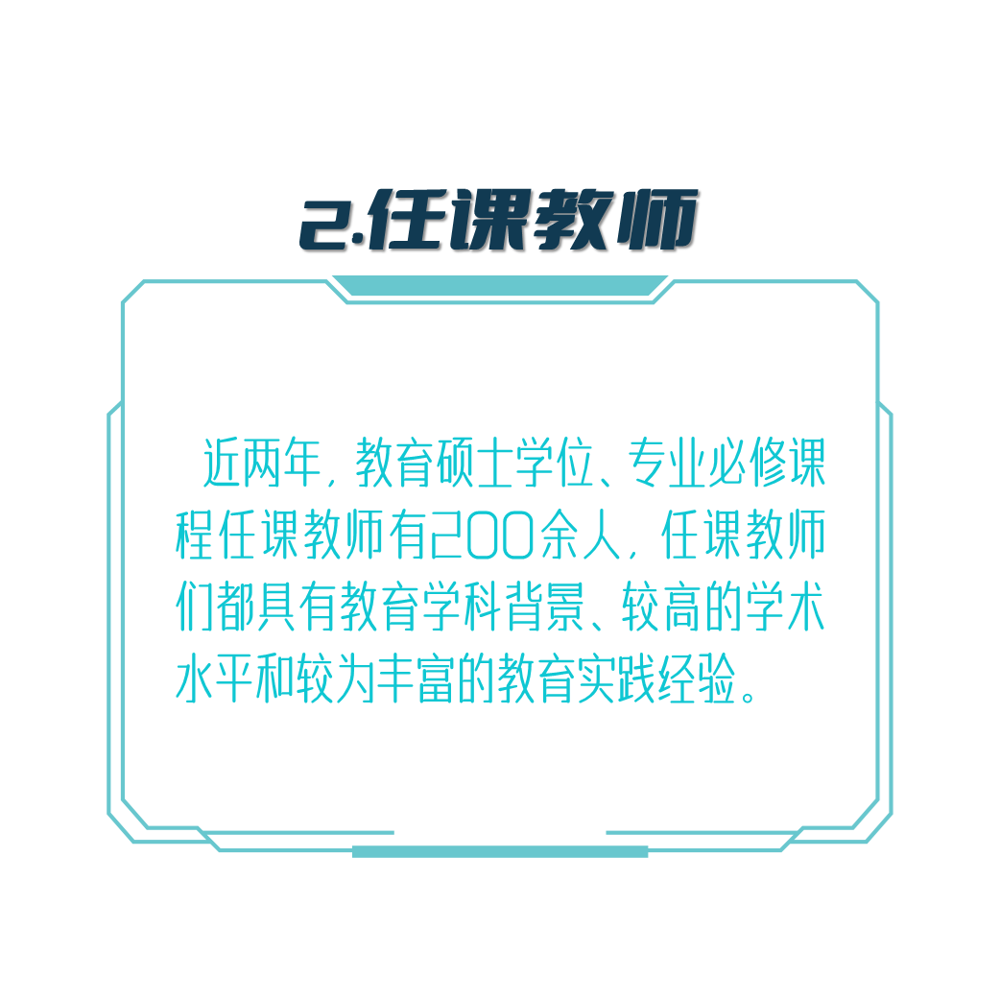 2.任课教师
近两年，教育硕士学位、专业必修课
程任课教师有200余人，任课教师
们都具有教育学科背景、较高的学术
水平和较为丰富的教育实践经验。